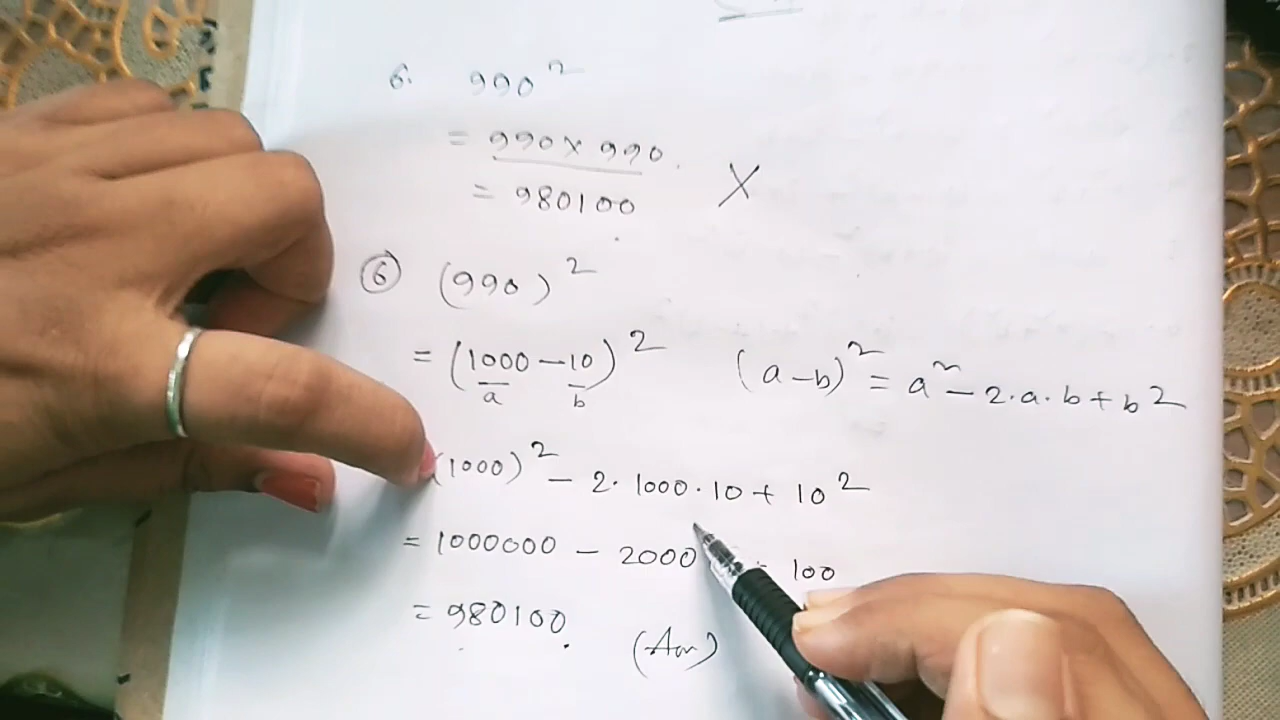 6. 990²
= 990 × 990.
= 980100
X
⑥ (990)²
= (1000 – 10)² (a – b)² = a² – 2.a.b + b²
a b
(1000)² – 2. 1000 . 10 + 10²
= 1000000 – 2000 + 100
= 980100. (Ans)